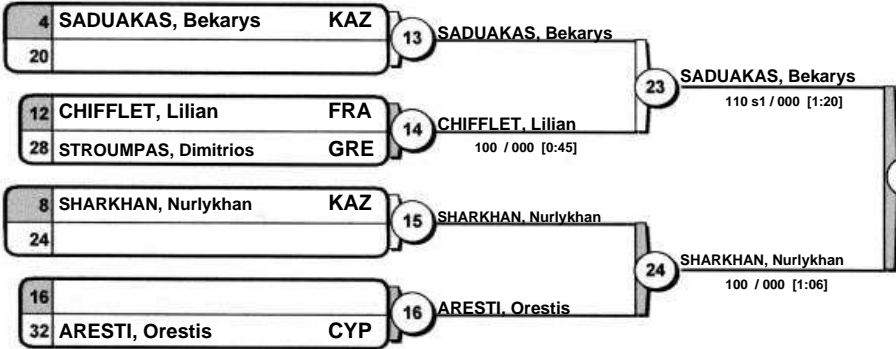 4 SADUAKAS, Bekarys KAZ
20
13
SADUAKAS, Bekarys
12 CHIFFLET, Lilian FRA
28 STROUMPAS, Dimitrios GRE
14
CHIFFLET, Lilian
100 / 000 [0:45]
23
SADUAKAS, Bekarys
110 s1 / 000 [1:20]
8 SHARKHAN, Nurlykhan KAZ
24
15
SHARKHAN, Nurlykhan
16
32 ARESTI, Orestis CYP
16
ARESTI, Orestis
24
SHARKHAN, Nurlykhan
100 / 000 [1:06]